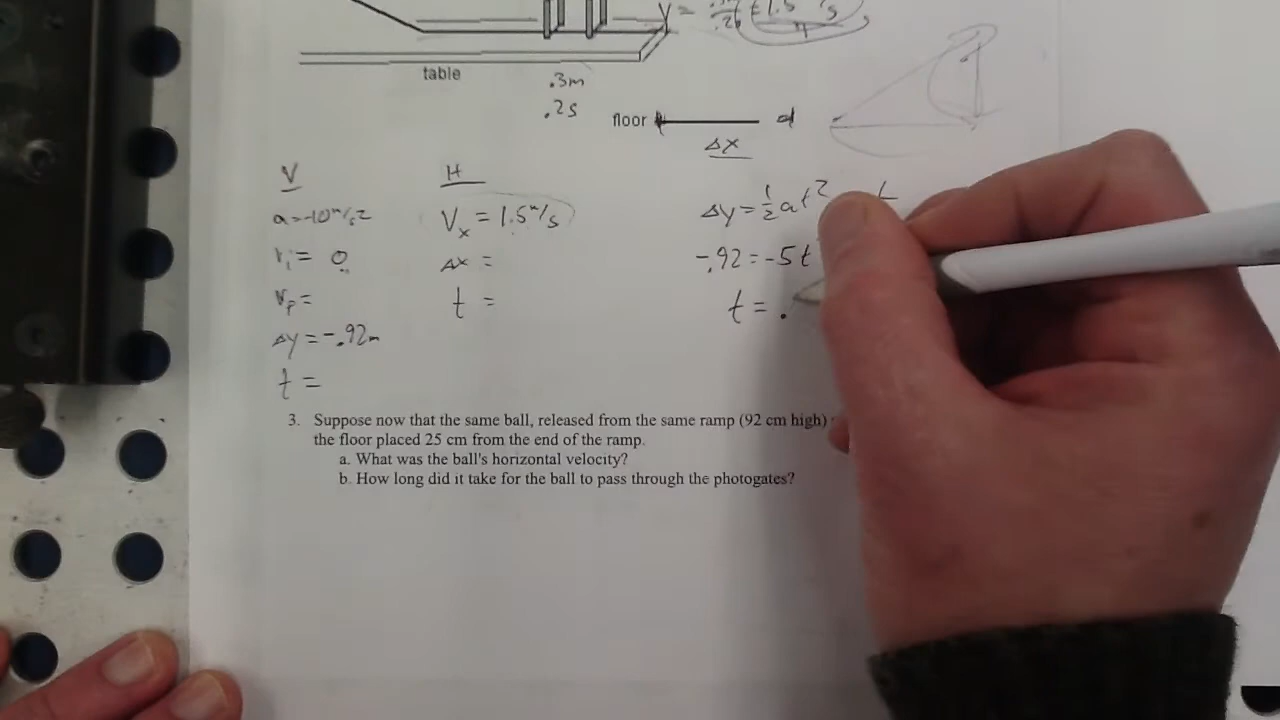 table
.3m
.2s
floor
Δx
V
H
a=-10m/s2
Vx = 1.5m/s
Δy=½at²
vi= 0
Δx =
-.92=-5t
vf=
t =
t = .
Δy=-.92m
t =
3. Suppose now that the same ball, released from the same ramp (92 cm high)
the floor placed 25 cm from the end of the ramp.
a. What was the ball's horizontal velocity?
b. How long did it take for the ball to pass through the photogates?